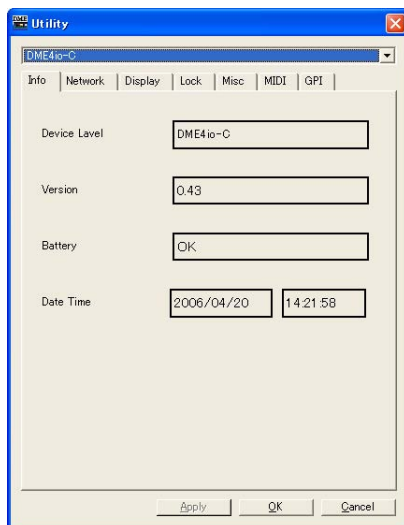 Utility
DME4io-C
Info Network Display Lock Misc MIDI GPI
Device Lavel DME4io-C
Version 0.43
Battery OK
Date Time 2006/04/20 14:21:58
Apply OK Cancel